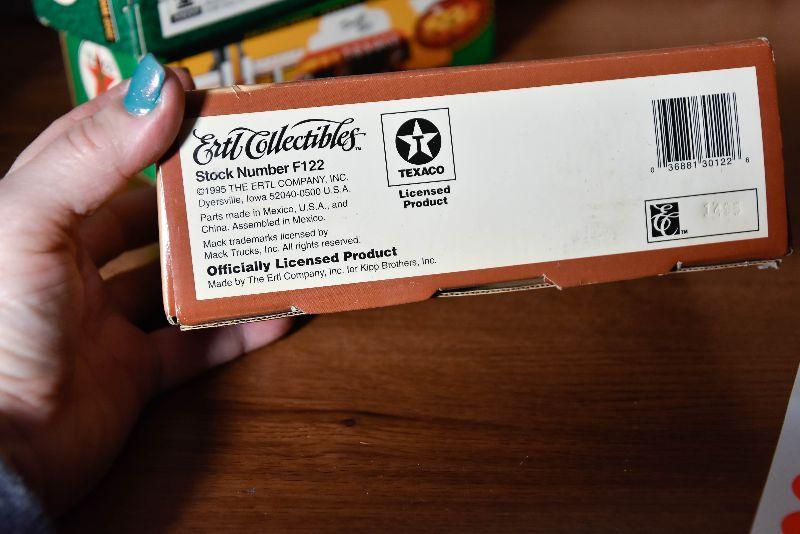 Ertl Collectibles™
Stock Number F122
©1995 THE ERTL COMPANY, INC.
Dyersville, Iowa 52040-0500 U.S.A.
Parts made in Mexico, U.S.A., and
China. Assembled in Mexico.
Mack trademarks licensed by
Mack Trucks, Inc. All rights reserved.
Officially Licensed Product
Made by The Ertl Company, inc. for Kipp Brothers, Inc.
T
TEXACO
Licensed
Product
0 36881 30122 6
EC™